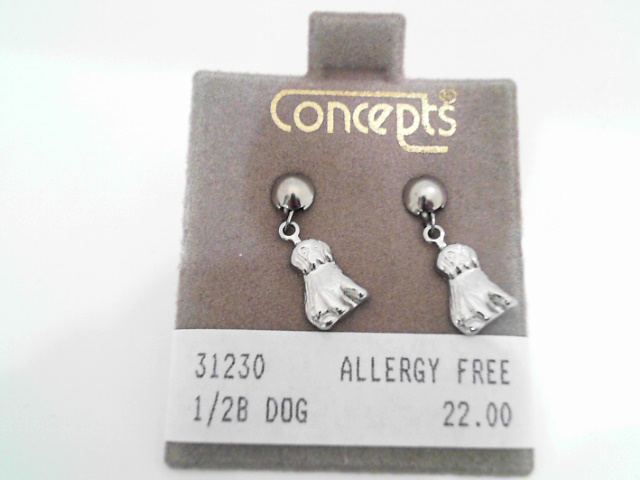 Concepts®
31230 ALLERGY FREE
1/2B DOG 22.00